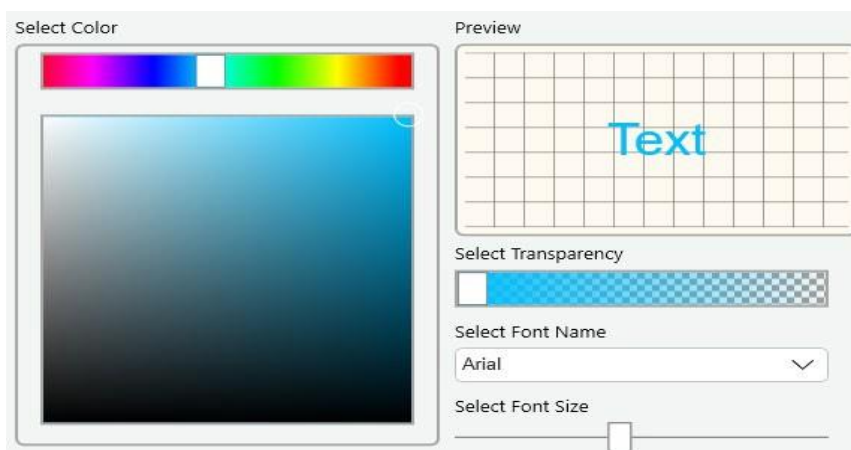 Select Color
Preview
Text
Select Transparency
Select Font Name
Arial
Select Font Size